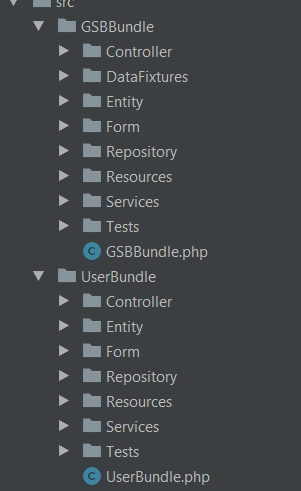 src
GSBBundle
Controller
DataFixtures
Entity
Form
Repository
Resources
Services
Tests
GSBBundle.php
UserBundle
Controller
Entity
Form
Repository
Resources
Services
Tests
UserBundle.php